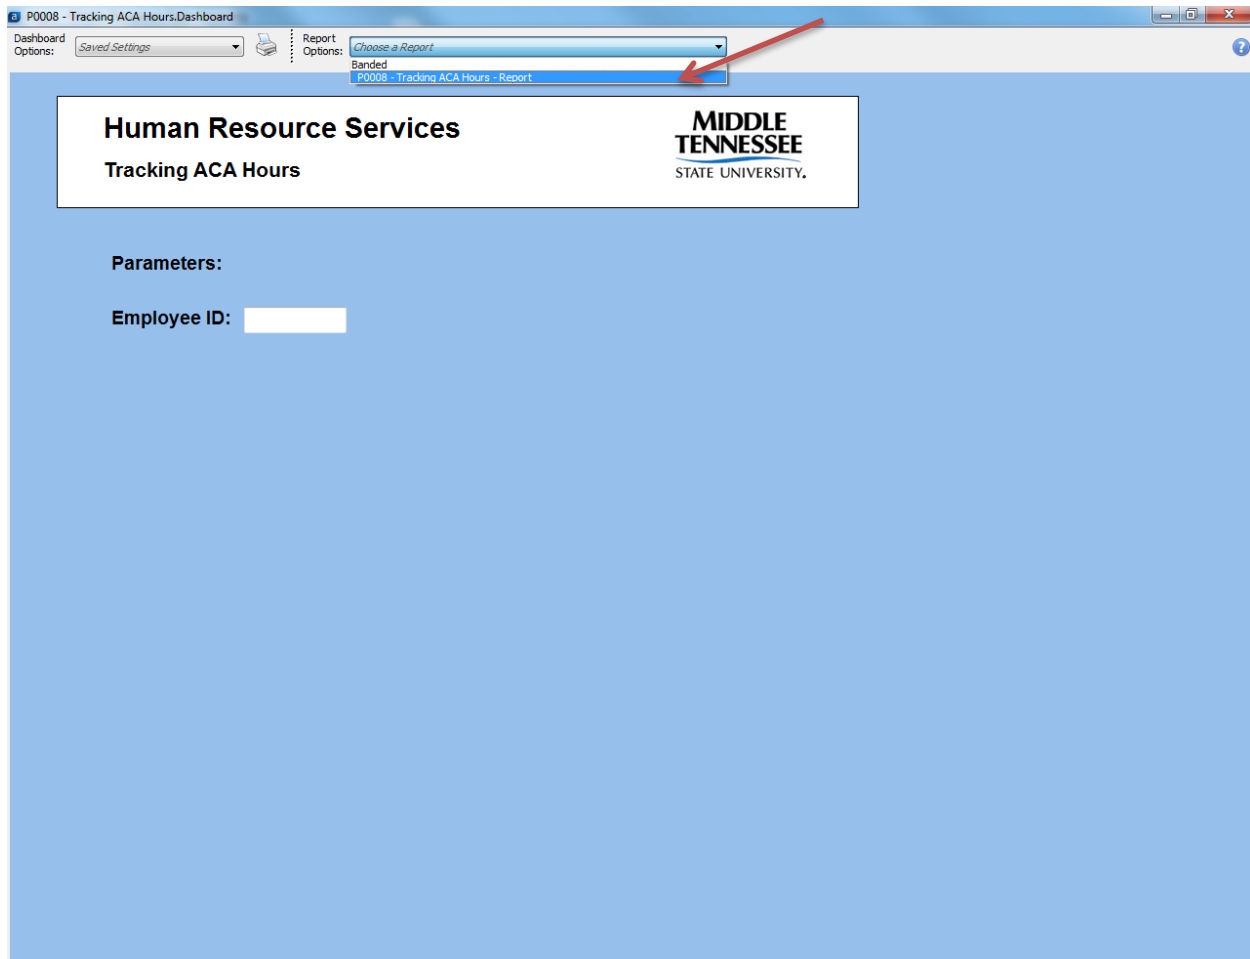 P0008 - Tracking ACA Hours.Dashboard
Dashboard Options:
Saved Settings
Report Options:
Choose a Report
Banded
P0008 - Tracking ACA Hours - Report
Human Resource Services
Tracking ACA Hours
MIDDLE
TENNESSEE
STATE UNIVERSITY.
Parameters:
Employee ID: